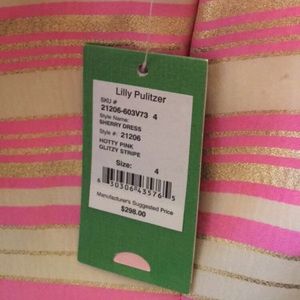 Lilly Pulitzer
SKU #
21206-603V73 4
Style Name:
SHERRY DRESS
Style #: 21206
HOTTY PINK
GLITZY STRIPE
Size: 4
Manufacturer's Suggested Price
$298.00